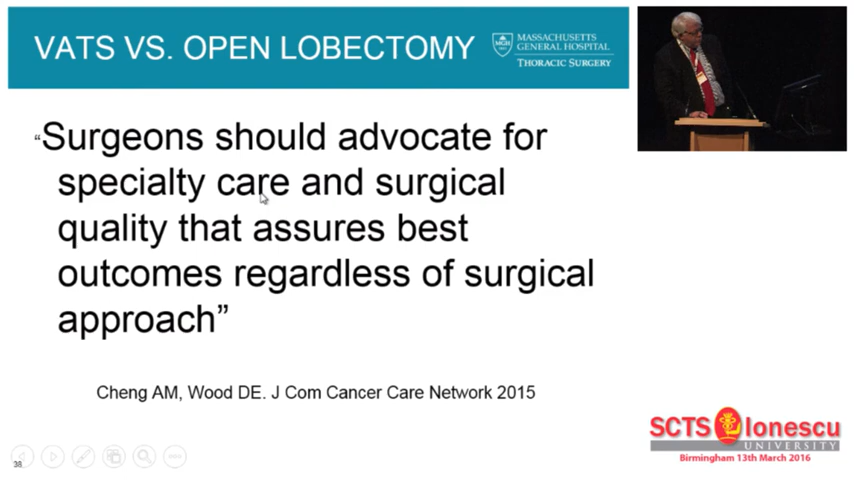 VATS VS. OPEN LOBECTOMY
MASSACHUSETTS
GENERAL HOSPITAL
THORACIC SURGERY
“Surgeons should advocate for
specialty care and surgical
quality that assures best
outcomes regardless of surgical
approach”
Cheng AM, Wood DE. J Com Cancer Care Network 2015
SCTS Ionescu
UNIVERSITY
Birmingham 13th March 2016
38